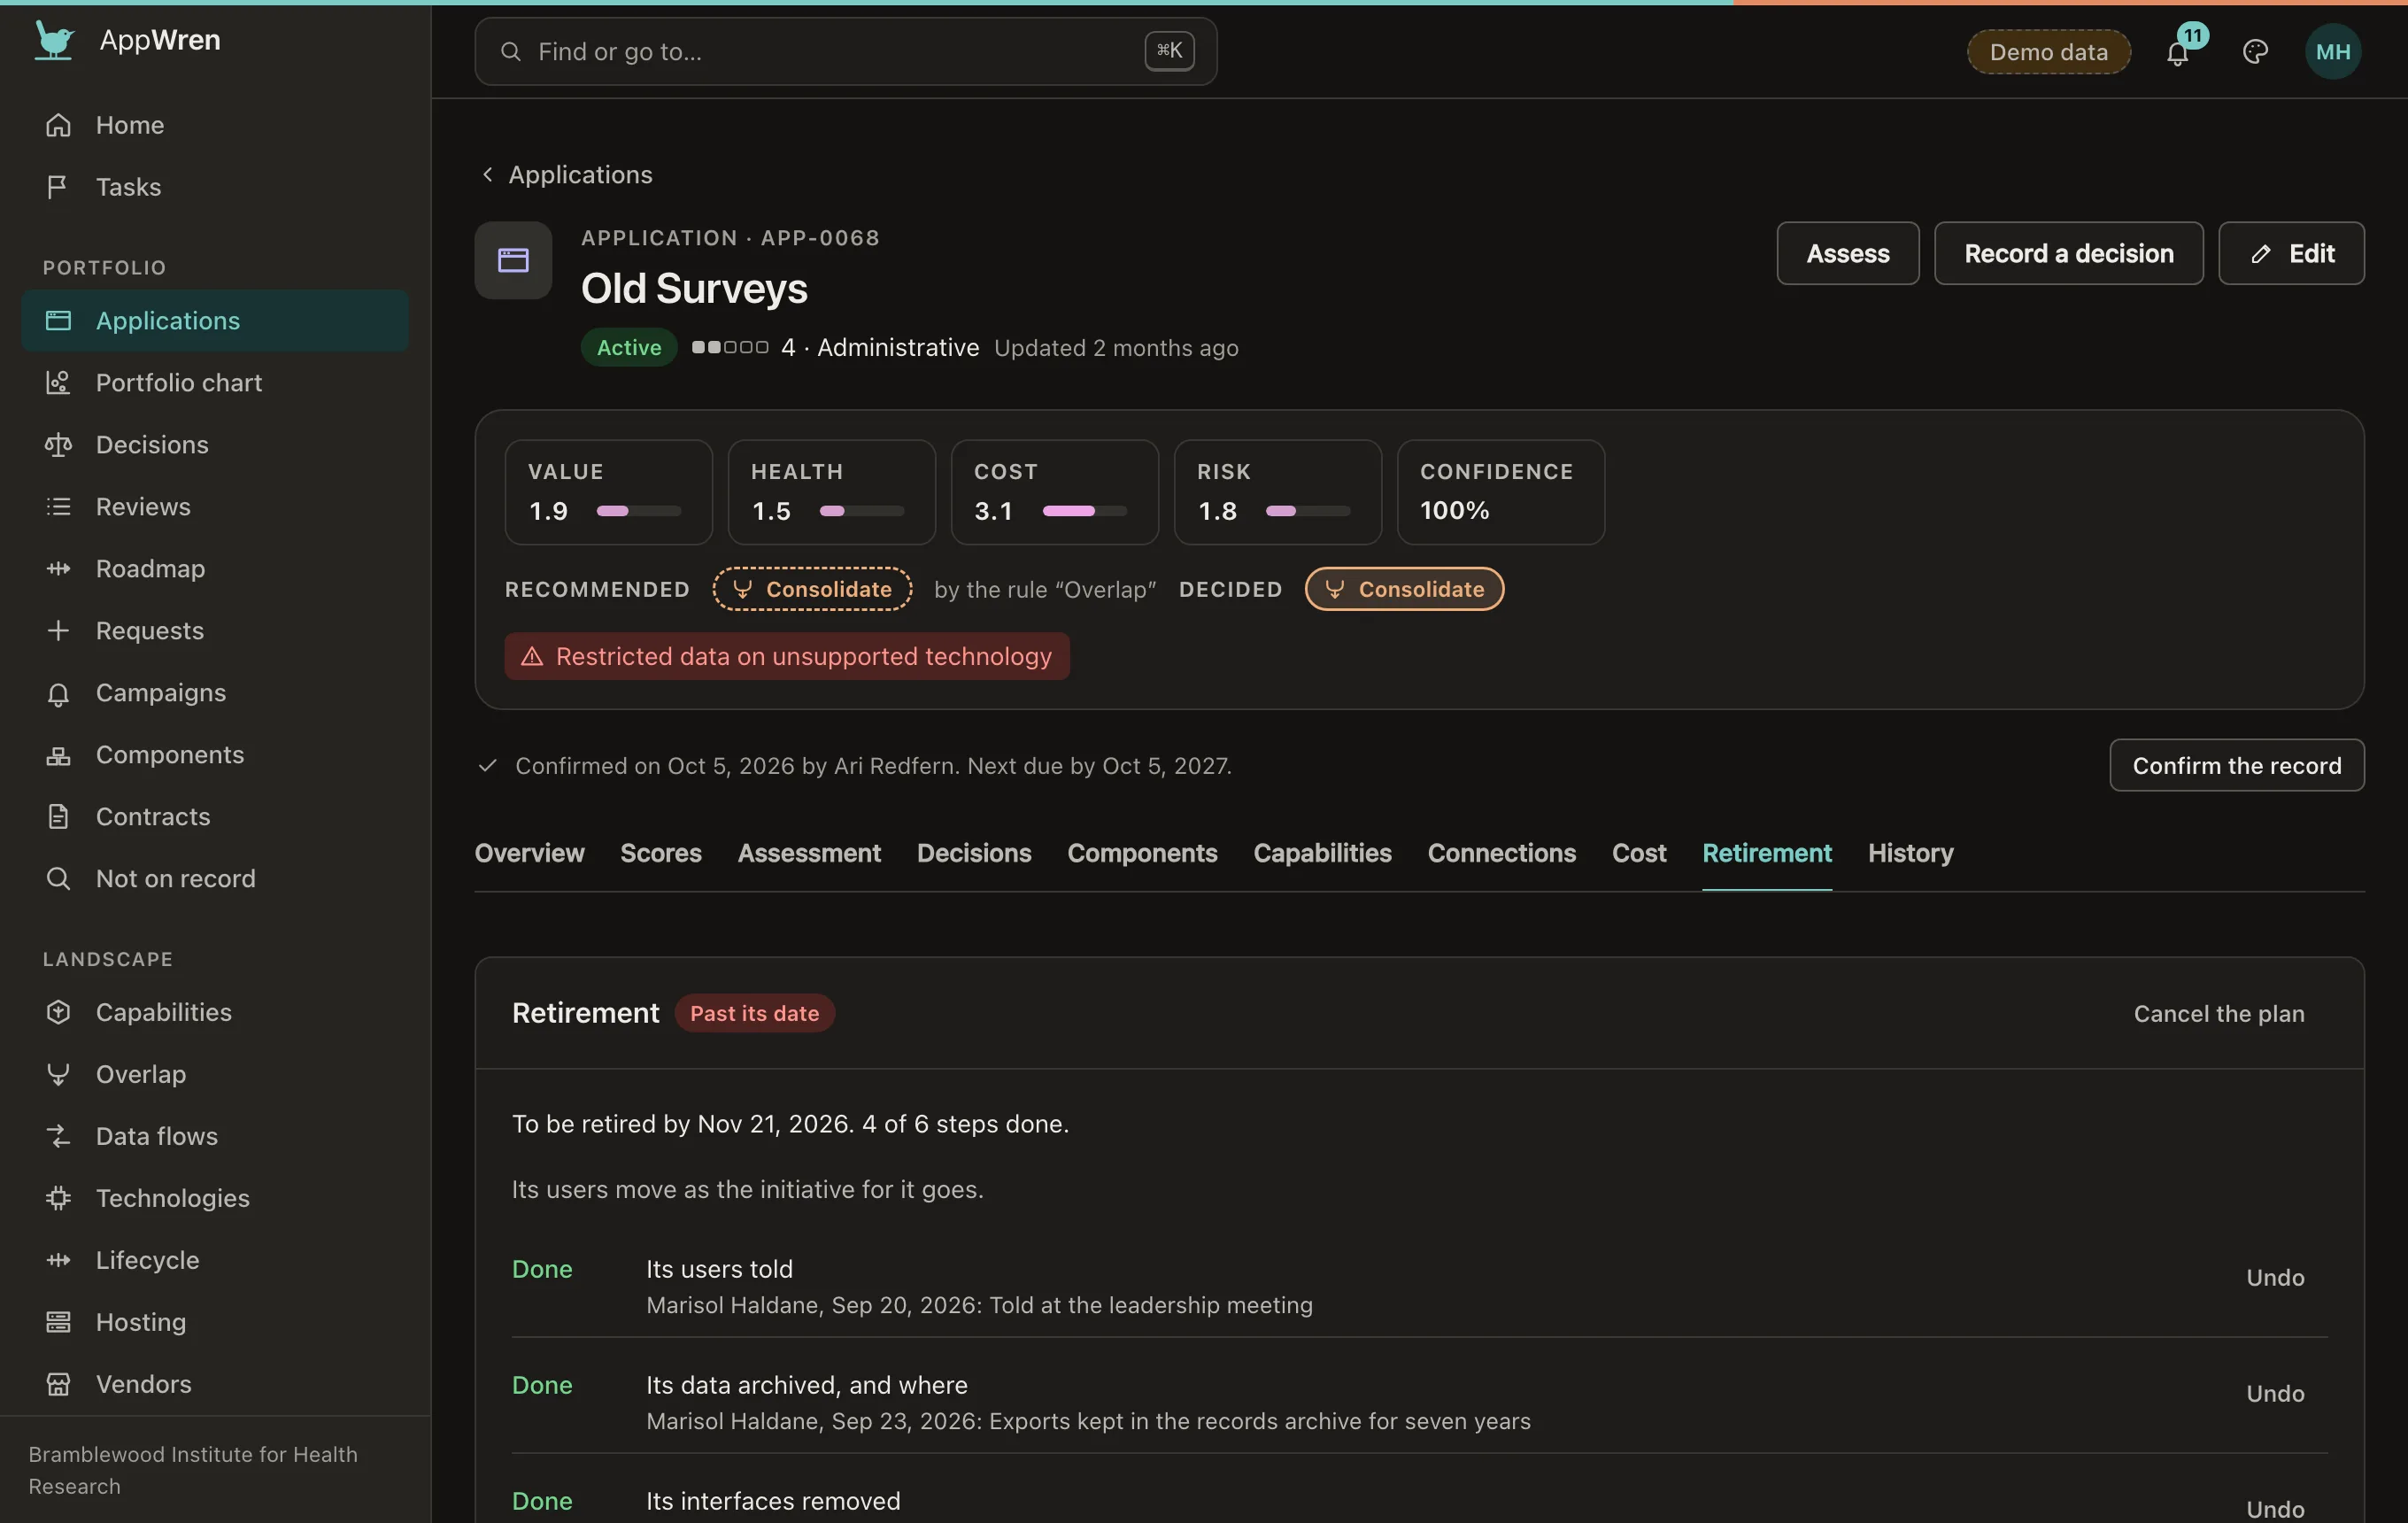 AppWren
Find or go to...
⌘K
Demo data
11
MH
Home
Tasks
PORTFOLIO
Applications
Portfolio chart
Decisions
Reviews
Roadmap
Requests
Campaigns
Components
Contracts
Not on record
LANDSCAPE
Capabilities
Overlap
Data flows
Technologies
Lifecycle
Hosting
Vendors
Bramblewood Institute for Health
Research
Applications
APPLICATION · APP-0068
Old Surveys
Active 4 · Administrative Updated 2 months ago
Assess
Record a decision
Edit
VALUE
1.9
HEALTH
1.5
COST
3.1
RISK
1.8
CONFIDENCE
100%
RECOMMENDED Consolidate by the rule “Overlap” DECIDED Consolidate
Restricted data on unsupported technology
Confirmed on Oct 5, 2026 by Ari Redfern. Next due by Oct 5, 2027.
Confirm the record
Overview Scores Assessment Decisions Components Capabilities Connections Cost Retirement History
Retirement Past its date
Cancel the plan
To be retired by Nov 21, 2026. 4 of 6 steps done.
Its users move as the initiative for it goes.
Done Its users told Undo
Marisol Haldane, Sep 20, 2026: Told at the leadership meeting
Done Its data archived, and where Undo
Marisol Haldane, Sep 23, 2026: Exports kept in the records archive for seven years
Done Its interfaces removed Undo